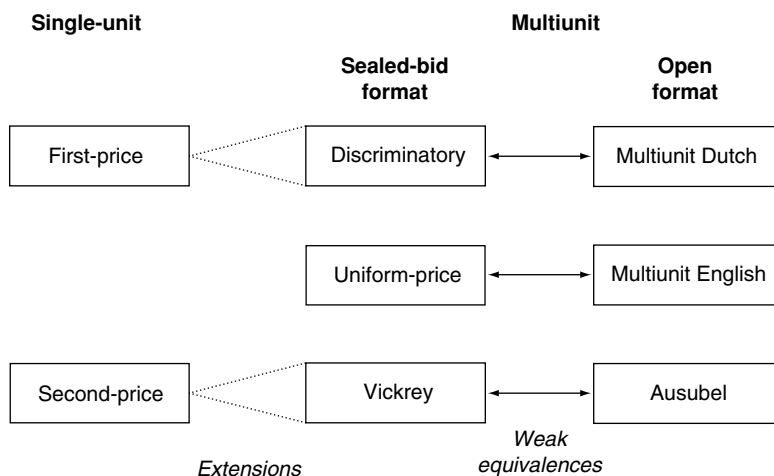 Single-unit
Multiunit
Sealed-bid
format
Open
format
First-price
Discriminatory
Multiunit Dutch
Uniform-price
Multiunit English
Second-price
Vickrey
Ausubel
Extensions
Weak
equivalences